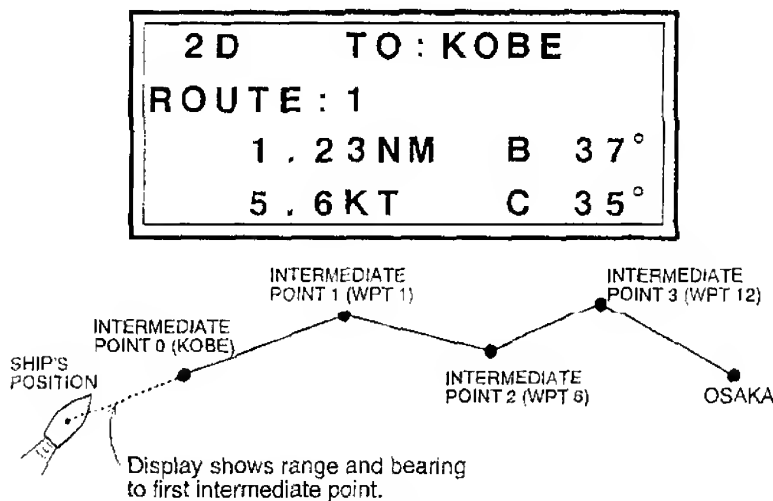 2D TO:KOBE
ROUTE:1
1.23NM B 37°
5.6KT C 35°
INTERMEDIATE
POINT 1 (WPT 1)
INTERMEDIATE
POINT 3 (WPT 12)
INTERMEDIATE
POINT 0 (KOBE)
SHIP'S
POSITION
INTERMEDIATE
POINT 2 (WPT 6)
OSAKA
Display shows range and bearing
to first intermediate point.